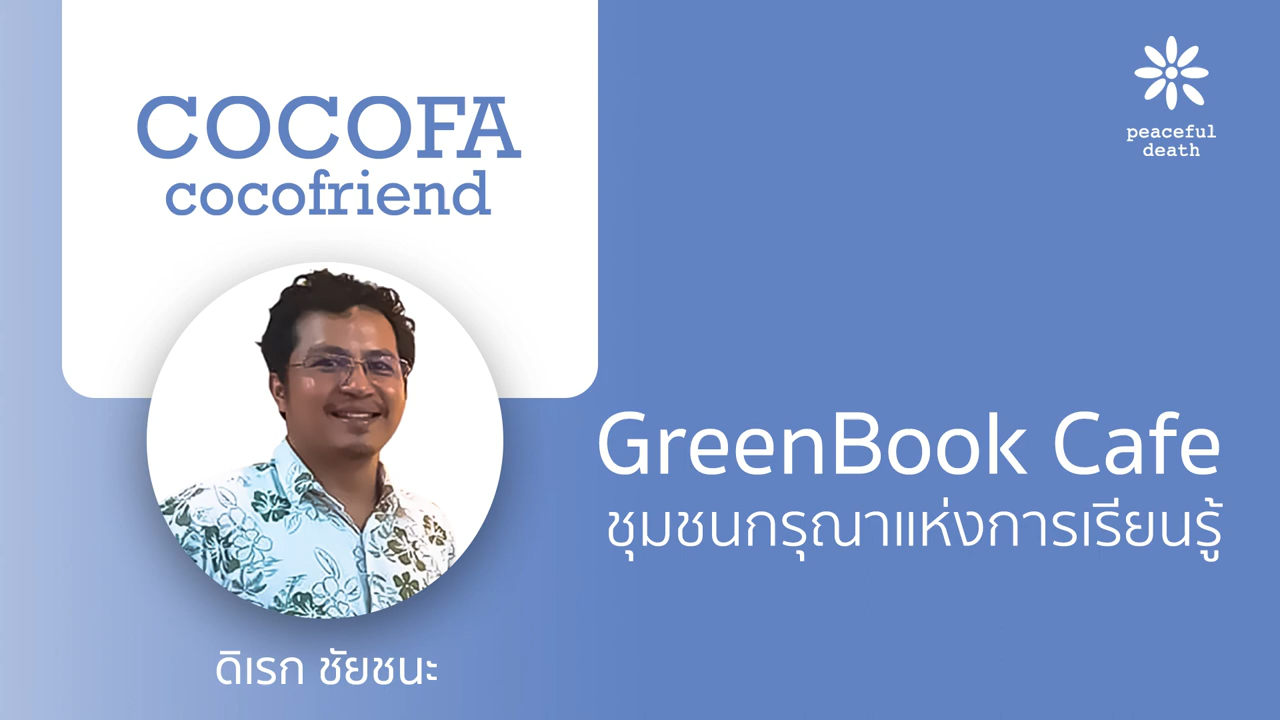 COCOFA
cocofriend
peaceful
death
GreenBook Cafe
ชุมชนกรุณาแห่งการเรียนรู้
ดิเรก ชัยชนะ